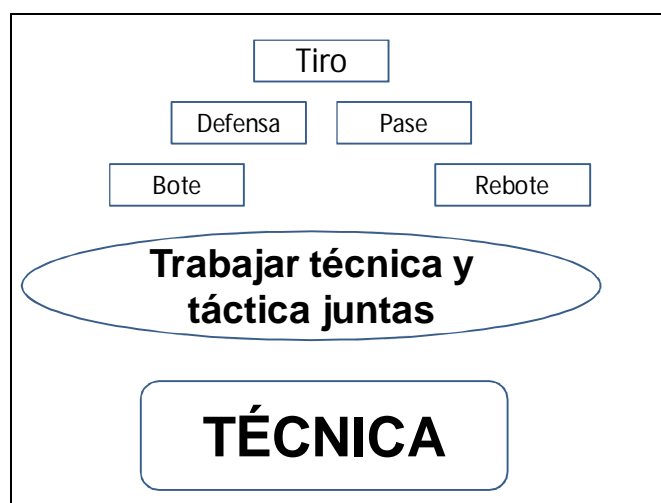 Tiro
Defensa
Pase
Bote
Rebote
Trabajar técnica y
táctica juntas
TÉCNICA